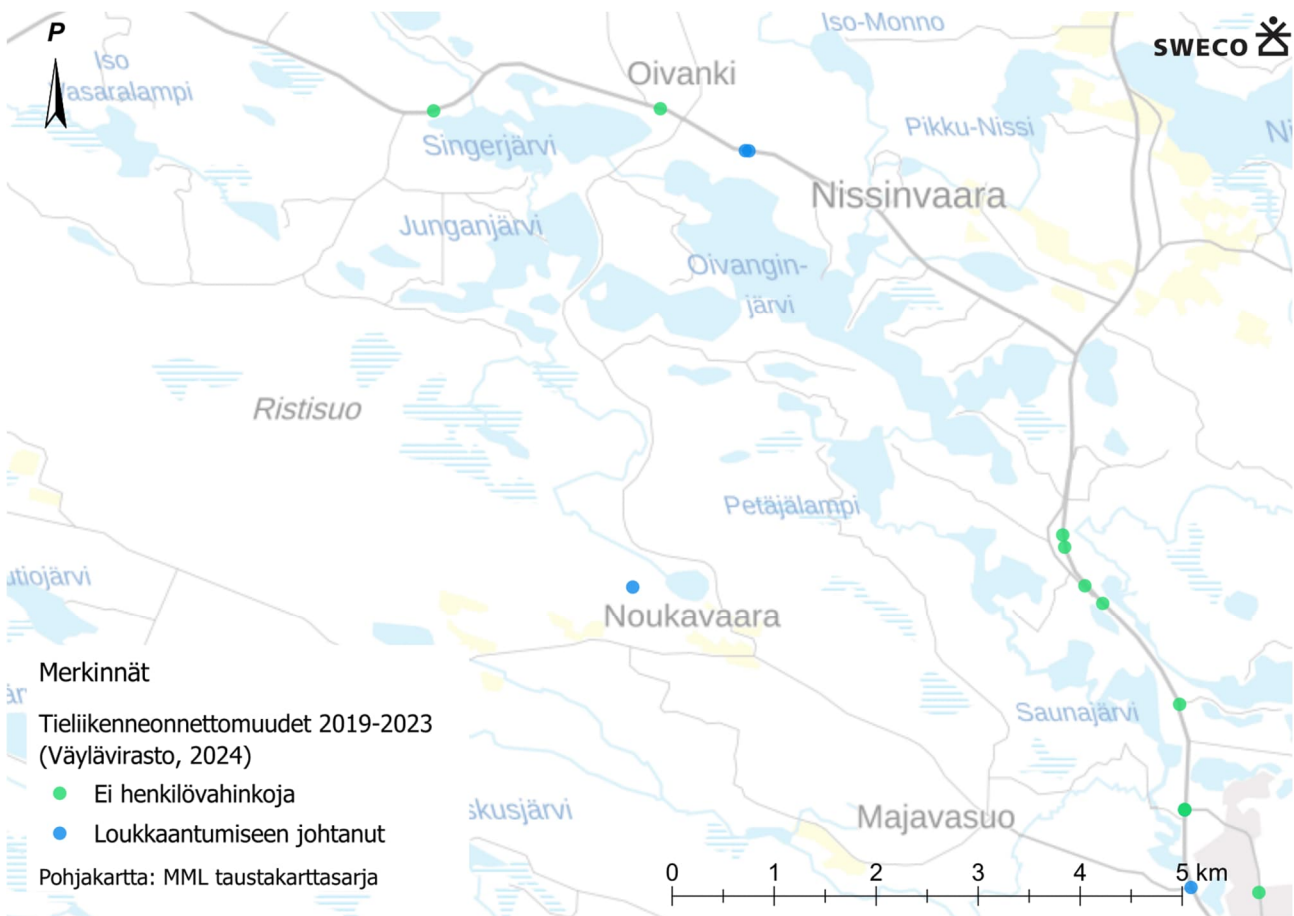 P
SWECO
Iso-Monno
Iso
Vasaralampi
Oivanki
Pikku-Nissi
Singerjärvi
Nissinvaara
Junganjärvi
Oivangin-
järvi
Ristisuo
Petäjälampi
Noukavaara
Saunajärvi
Majavasuo
Merkinnät
Tieliikenneonnettomuudet 2019-2023
(Väylävirasto, 2024)
Ei henkilövahinkoja
Loukkaantumiseen johtanut
Pohjakartta: MML taustakarttasarja
0 1 2 3 4 5 km